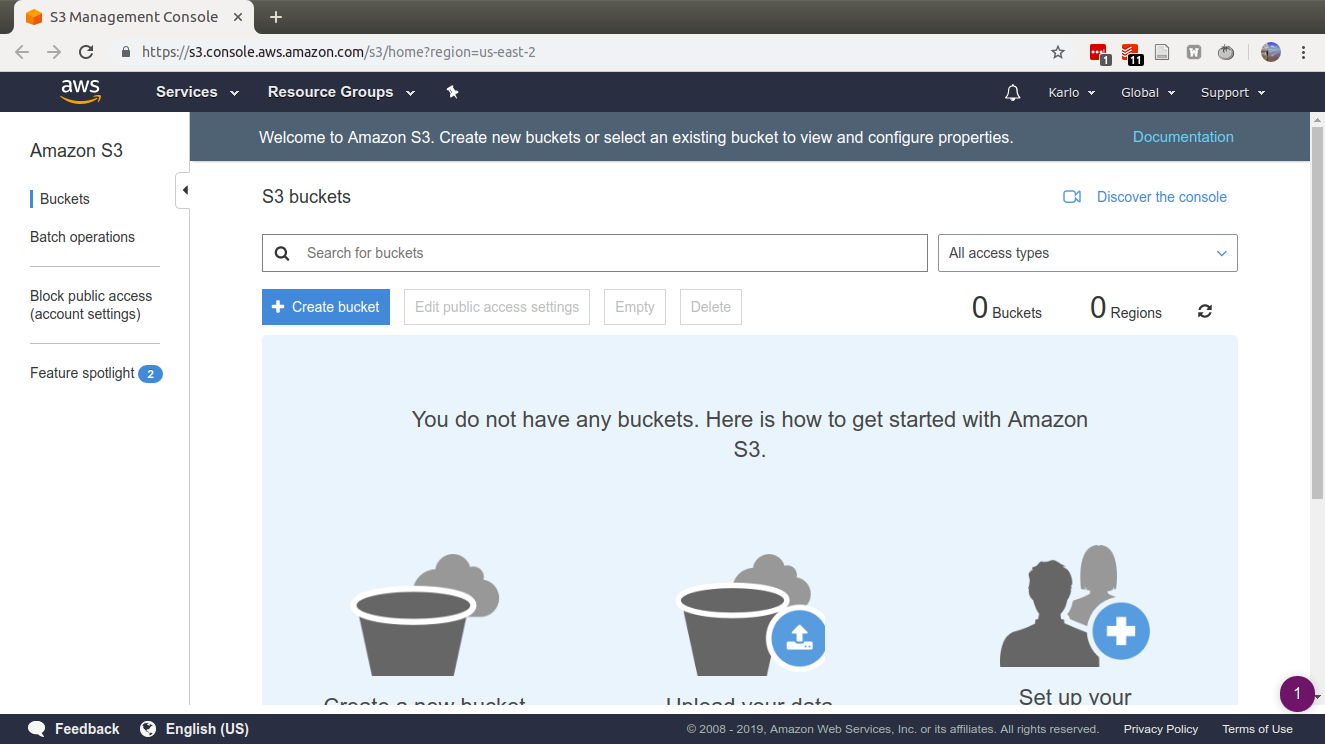 S3 Management Console
https://s3.console.aws.amazon.com/s3/home?region=us-east-2
1
11
W
aws
Services
Resource Groups
Karlo
Global
Support
Amazon S3
Buckets
Batch operations
Block public access
(account settings)
Feature spotlight 2
Welcome to Amazon S3. Create new buckets or select an existing bucket to view and configure properties.
Documentation
S3 buckets
Discover the console
Search for buckets
All access types
Create bucket
Edit public access settings
Empty
Delete
0 Buckets
0 Regions
You do not have any buckets. Here is how to get started with Amazon
S3.
Create a new bucket
Upload your data
Set up your
1
Feedback
English (US)
© 2008 - 2019, Amazon Web Services, Inc. or its affiliates. All rights reserved.
Privacy Policy
Terms of Use